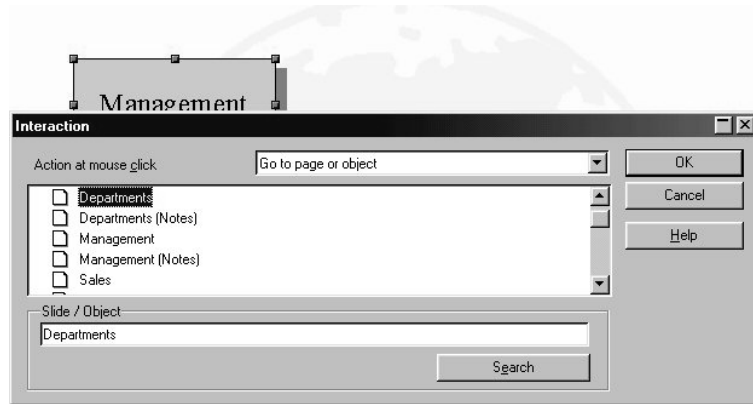 Management
Interaction
Action at mouse click Go to page or object OK
Departments Cancel
Departments (Notes)
Management Help
Management (Notes)
Sales
Slide / Object
Departments
Search